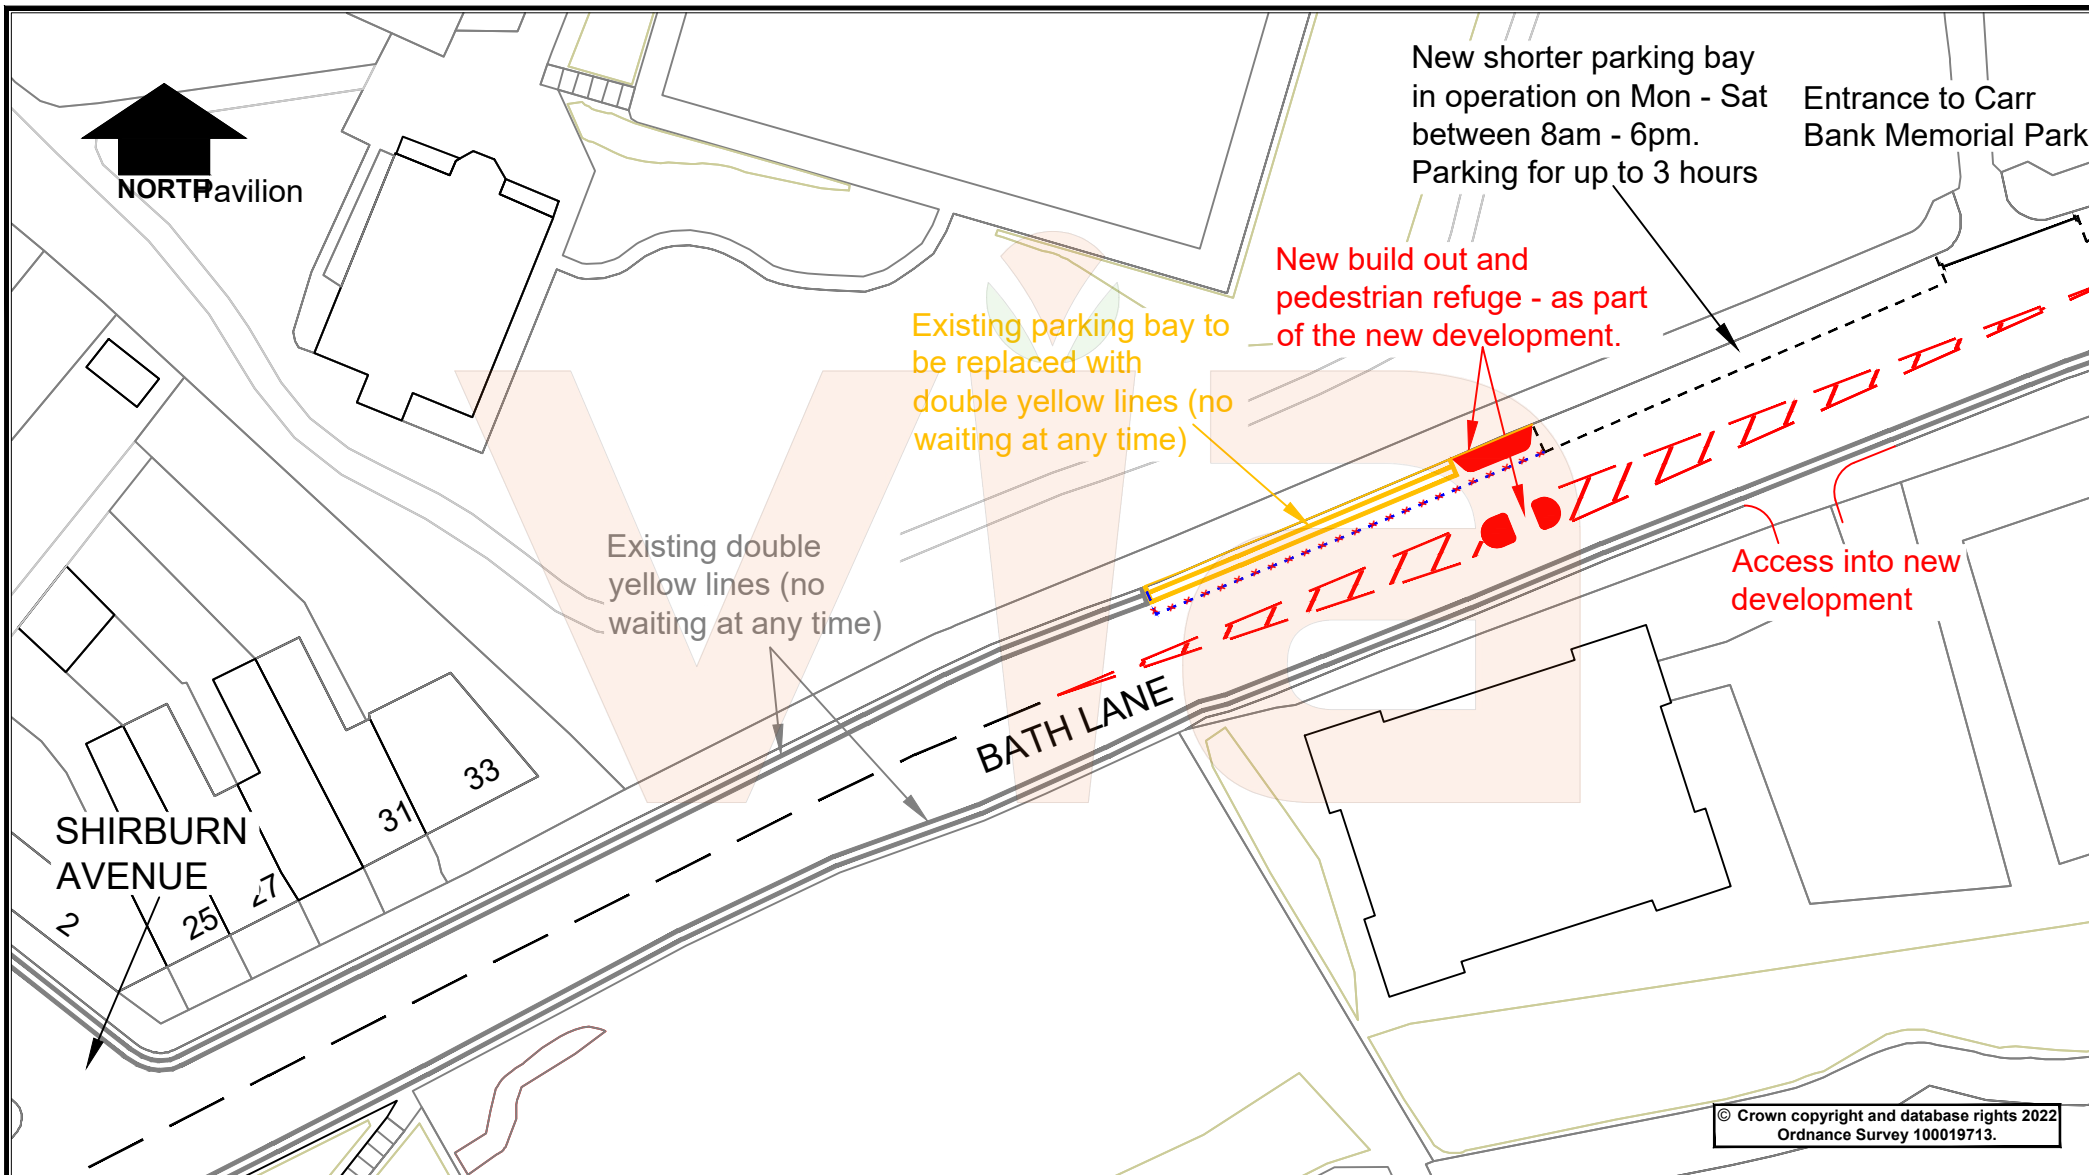 New shorter parking bay
in operation on Mon - Sat
between 8am - 6pm.
Parking for up to 3 hours
Entrance to Carr
Bank Memorial Park
NORTH
Pavilion
New build out and
pedestrian refuge - as part
of the new development.
Existing parking bay to
be replaced with
double yellow lines (no
waiting at any time)
Existing double
yellow lines (no
waiting at any time)
Access into new
development
BATH LANE
SHIRBURN
AVENUE
2
25
27
31
33
via
© Crown copyright and database rights 2022
Ordnance Survey 100019713.